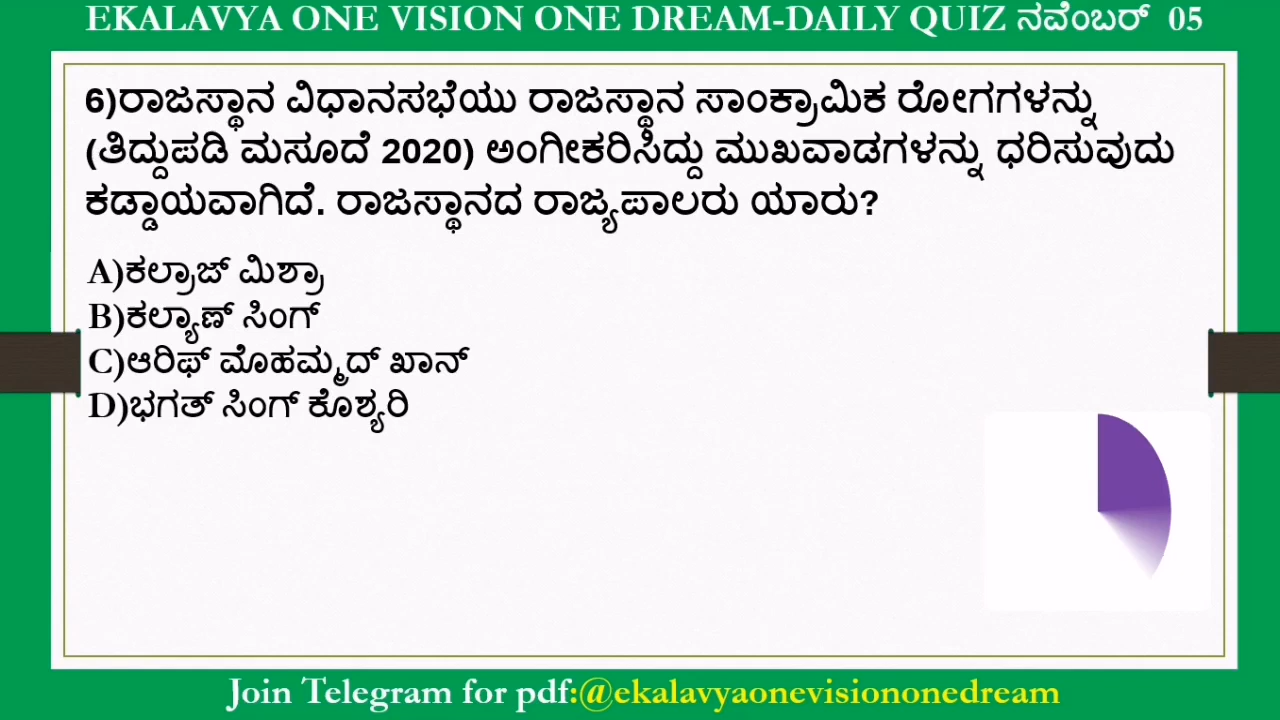 EKALAVYA ONE VISION ONE DREAM-DAILY QUIZ ನವೆಂಬರ್ 05
6)ರಾಜಸ್ಥಾನ ವಿಧಾನಸಭೆಯು ರಾಜಸ್ಥಾನ ಸಾಂಕ್ರಾಮಿಕ ರೋಗಗಳನ್ನು
(ತಿದ್ದುಪಡಿ ಮಸೂದೆ 2020) ಅಂಗೀಕರಿಸಿದ್ದು ಮುಖವಾಡಗಳನ್ನು ಧರಿಸುವುದು
ಕಡ್ಡಾಯವಾಗಿದೆ. ರಾಜಸ್ಥಾನದ ರಾಜ್ಯಪಾಲರು ಯಾರು?
A)ಕಲ್ರಾಜ್ ಮಿಶ್ರಾ
B)ಕಲ್ಯಾಣ್ ಸಿಂಗ್
C)ಆರಿಫ್ ಮೊಹಮ್ಮದ್ ಖಾನ್
D)ಭಗತ್ ಸಿಂಗ್ ಕೊಶ್ಯರಿ
Join Telegram for pdf:@ekalavyaonevisiononedream